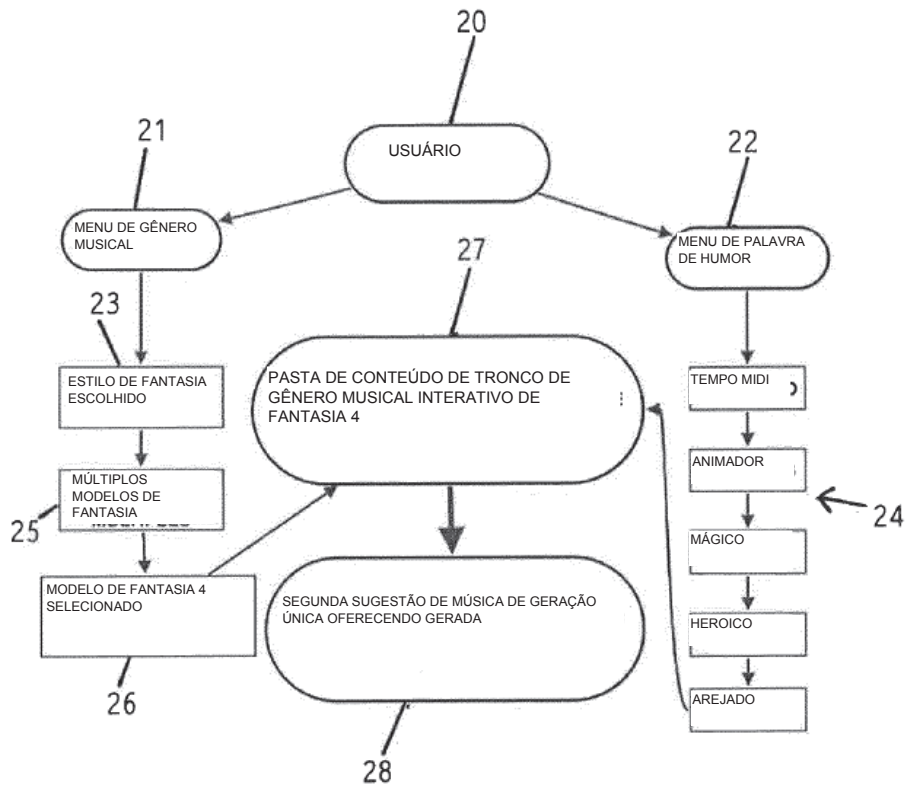 20
21
USUÁRIO
22
MENU DE GÊNERO
MUSICAL
MENU DE PALAVRA
DE HUMOR
27
23
ESTILO DE FANTASIA
ESCOLHIDO
PASTA DE CONTEÚDO DE TRONCO DE
GÊNERO MUSICAL INTERATIVO DE
FANTASIA 4
TEMPO MIDI
MÚLTIPLOS
MODELOS DE
FANTASIA
25
ANIMADOR
24
MÁGICO
MODELO DE FANTASIA 4
SELECIONADO
26
SEGUNDA SUGESTÃO DE MÚSICA DE GERAÇÃO
ÚNICA OFERECENDO GERADA
28
HEROICO
AREJADO